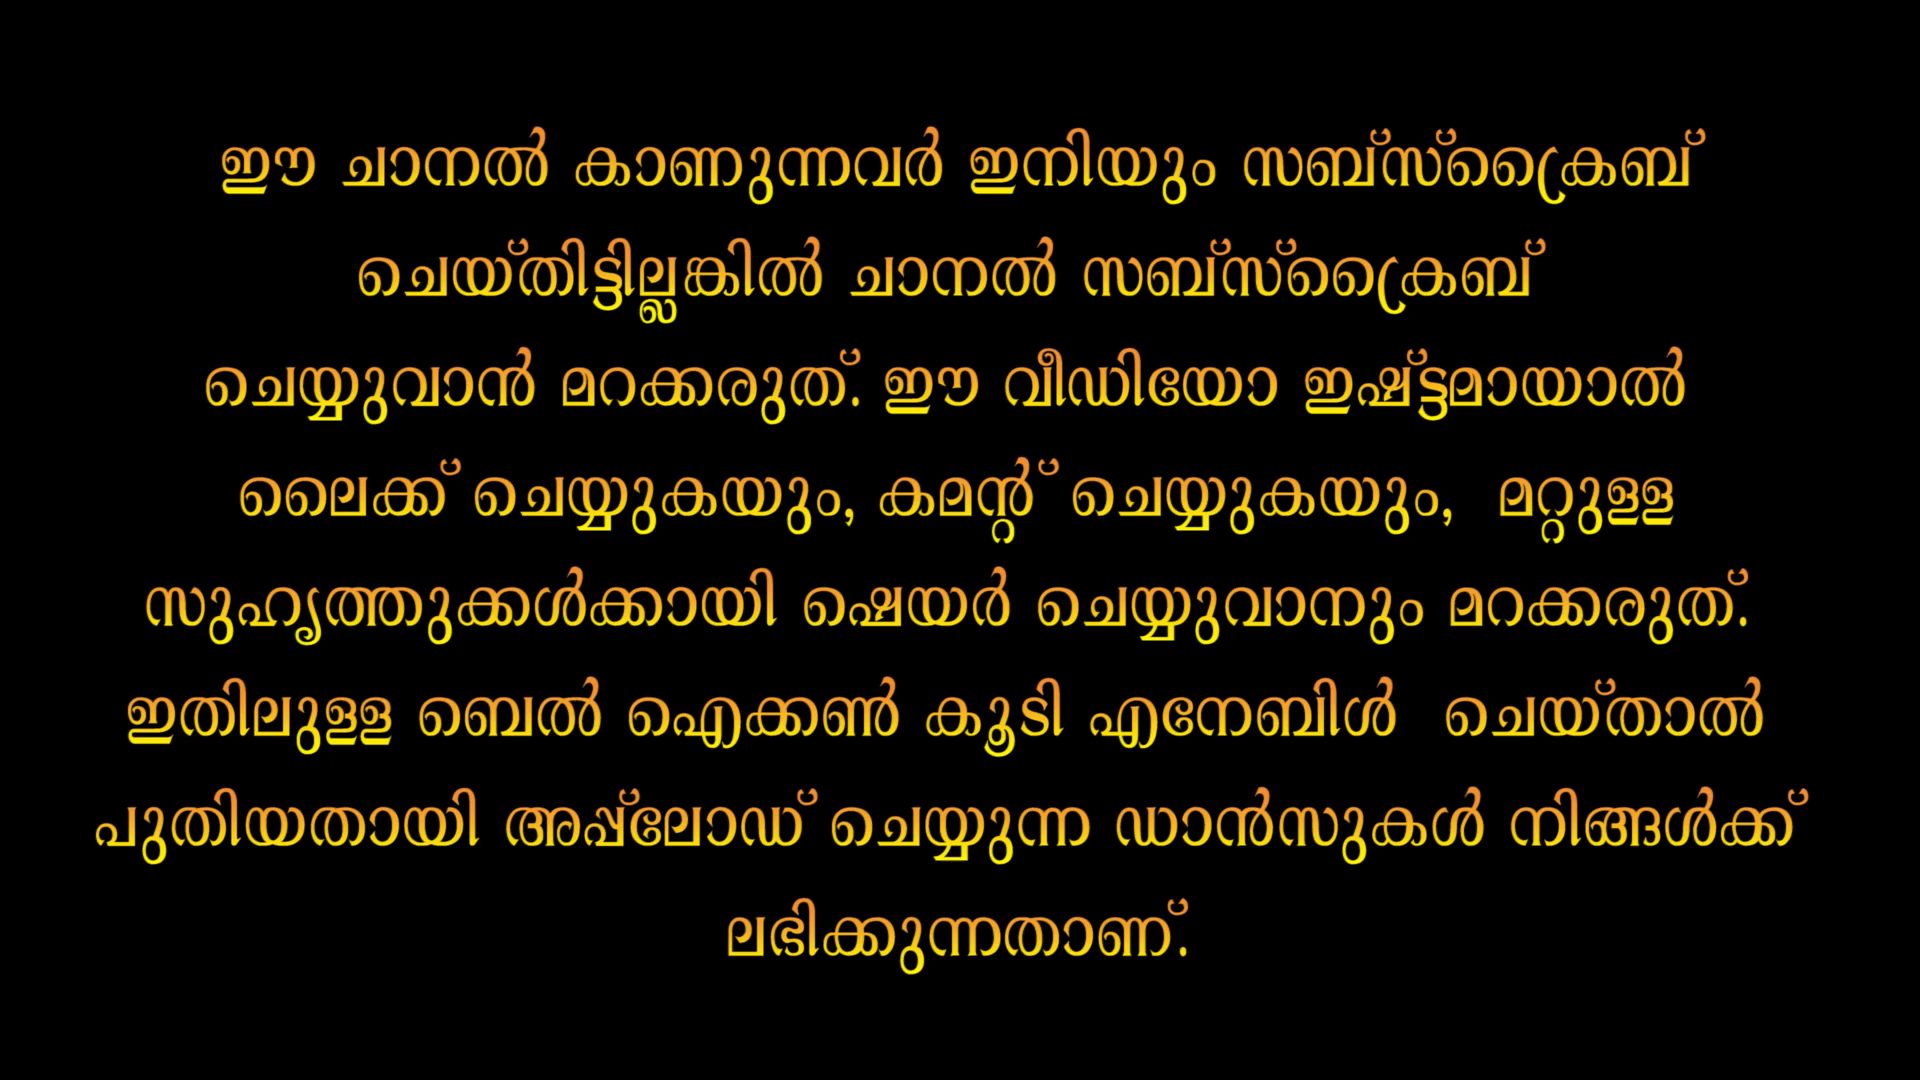 ഈ ചാനൽ കാണുന്നവർ ഇനിയും സബ്സ്ക്രൈബ്
ചെയ്തിട്ടില്ലങ്കിൽ ചാനൽ സബ്സ്ക്രൈബ്
ചെയ്യുവാൻ മറക്കരുത്. ഈ വീഡിയോ ഇഷ്ട്ടമായാൽ
ലൈക്ക് ചെയ്യുകയും, കമന്റ് ചെയ്യുകയും, മറ്റുള്ള
സുഹൃത്തുക്കൾക്കായി ഷെയർ ചെയ്യുവാനും മറക്കരുത്.
ഇതിലുള്ള ബെൽ ഐക്കൺ കൂടി എനേബിൾ ചെയ്താൽ
പുതിയതായി അപ്പ്ലോഡ് ചെയ്യുന്ന ഡാൻസുകൾ നിങ്ങൾക്ക്
ലഭിക്കുന്നതാണ്.